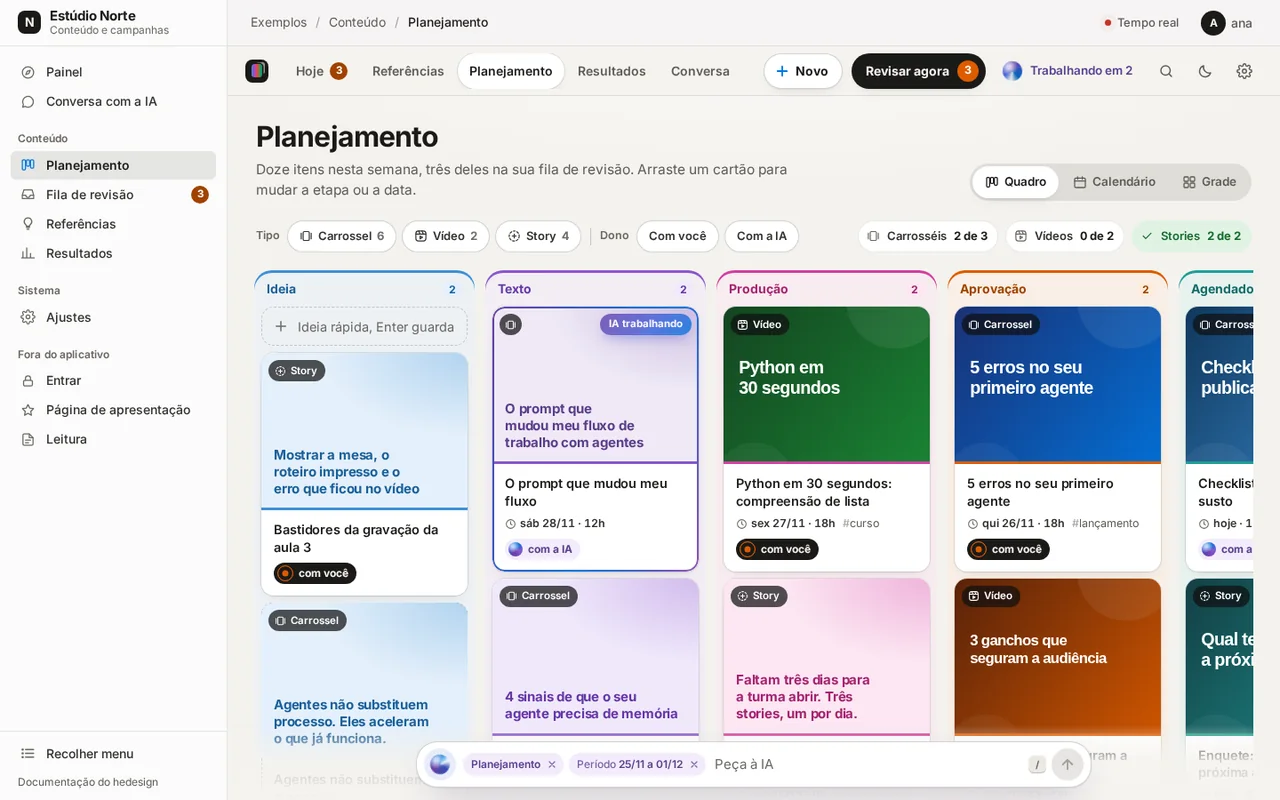 N
Estúdio Norte
Conteúdo e campanhas
Painel
Conversa com a IA
Conteúdo
Planejamento
Fila de revisão 3
Referências
Resultados
Sistema
Ajustes
Fora do aplicativo
Entrar
Página de apresentação
Leitura
Recolher menu
Documentação do hedesign
Exemplos / Conteúdo / Planejamento
Tempo real
A ana
Hoje 3 Referências Planejamento Resultados Conversa
+ Novo
Revisar agora 3
Trabalhando em 2
Planejamento
Doze itens nesta semana, três deles na sua fila de revisão. Arraste um cartão para
mudar a etapa ou a data.
Quadro Calendário Grade
Tipo Carrossel 6 Vídeo 2 Story 4 Dono Com você Com a IA
Carrosséis 2 de 3 Vídeos 0 de 2 Stories 2 de 2
Ideia 2
Ideia rápida, Enter guarda
Story
Mostrar a mesa, o
roteiro impresso e o
erro que ficou no vídeo
Bastidores da gravação da
aula 3
com você
Carrossel
Agentes não substituem
processo. Eles aceleram
o que já funciona.
Agentes não substituem
Texto 2
IA trabalhando
O prompt que
mudou meu fluxo de
trabalho com agentes
O prompt que mudou meu
fluxo
sáb 28/11 · 12h
com a IA
Carrossel
4 sinais de que o seu
agente precisa de memória
Produção 2
Vídeo
Python em
30 segundos
Python em 30 segundos:
compreensão de lista
sex 27/11 · 18h #curso
com você
Story
Faltam três dias para
a turma abrir. Três
stories, um por dia.
Aprovação 2
Carrossel
5 erros no seu
primeiro agente
5 erros no seu primeiro
agente
qui 26/11 · 18h #lançamento
com você
Vídeo
3 ganchos que
seguram a audiência
a
Agendado
hoje · 1
com a
Story
Enquete:
próxima
Planejamento ×
Período 25/11 a 01/12 ×
Peça à IA
/